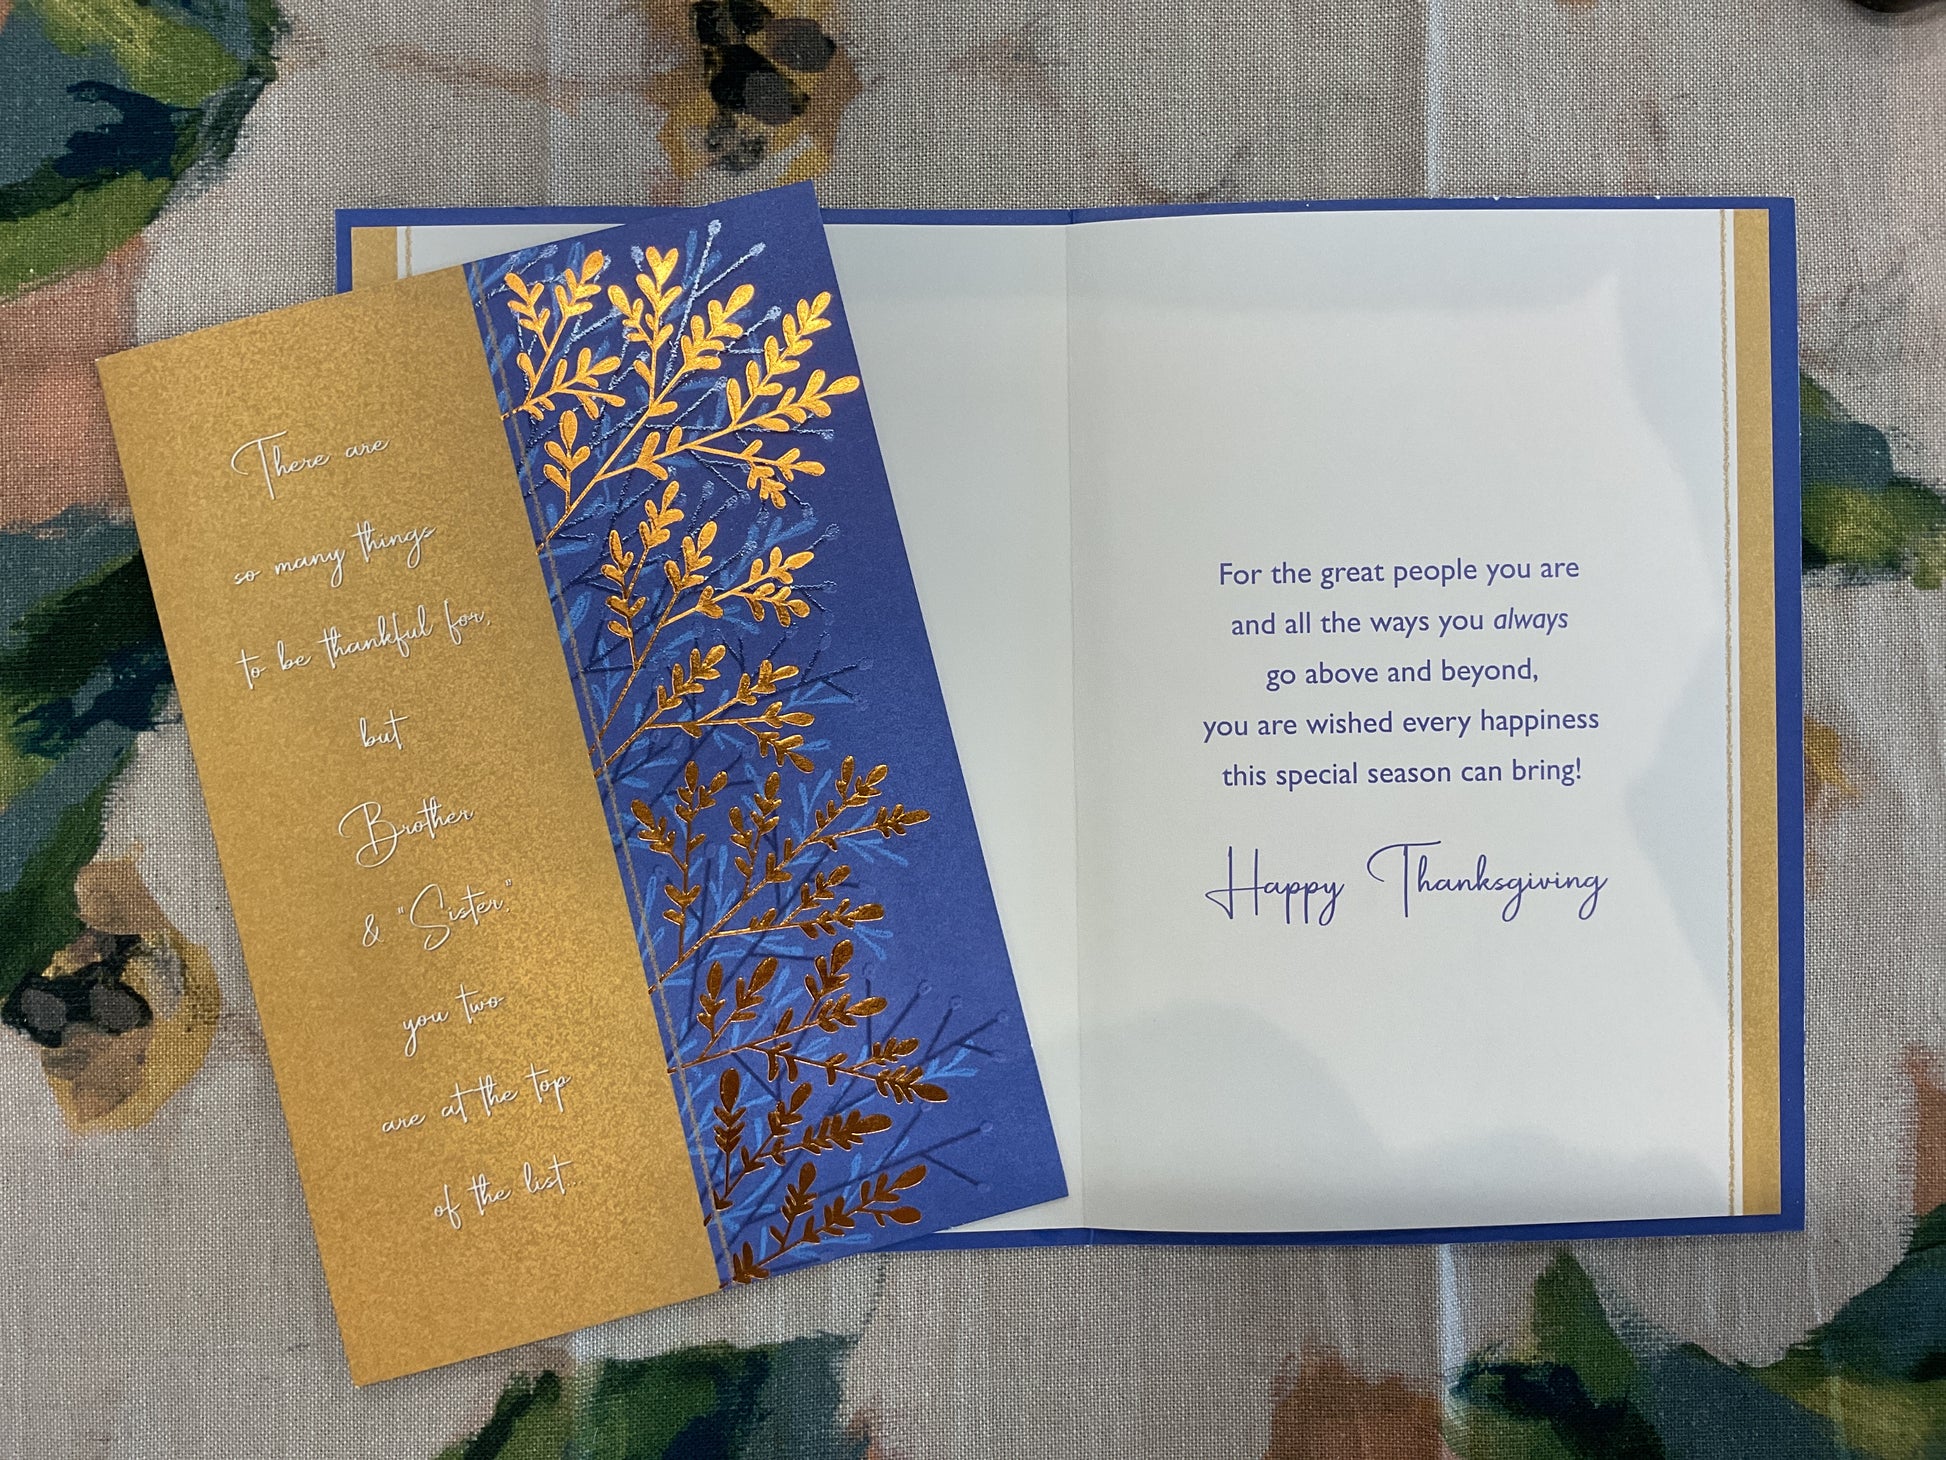 There are
so many things
to be thankful for,
but
Brother
& "Sister,"
you two
are at the top
of the list...
For the great people you are
and all the ways you always
go above and beyond,
you are wished every happiness
this special season can bring!
Happy Thanksgiving